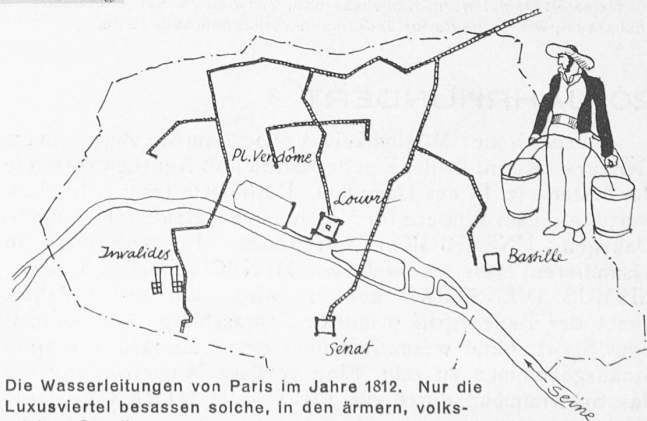 Pl. Vendôme
Louvre
Invalides
Bastille
Sénat
Seine
Die Wasserleitungen von Paris im Jahre 1812. Nur die
Luxusviertel besassen solche, in den ärmern, volks-